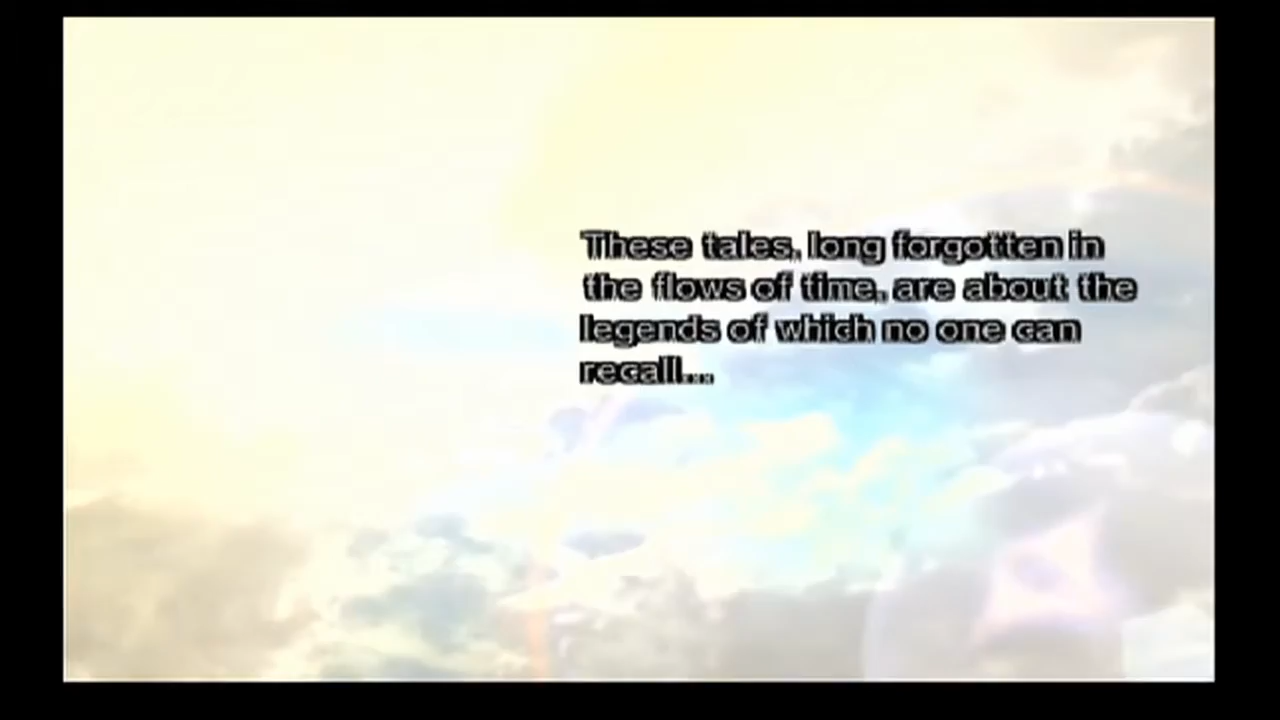 These tales, long forgotten in
the flows of time, are about the
legends of which no one can
recall...